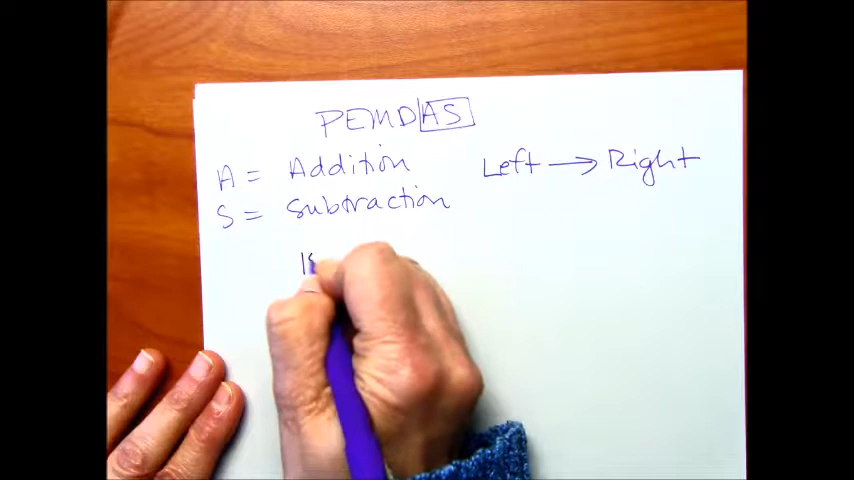 PEMDAS
A = Addition Left → Right
S = Subtraction